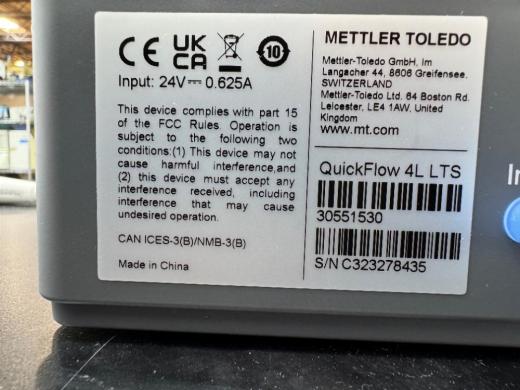 CE UK CA 10
Input: 24V⎓ 0.625A
This device complies with part 15
of the FCC Rules. Operation is
subject to the following two
conditions:(1) This device may not
cause harmful interference,and
(2) this device must accept any
interference received, including
interference that may cause
undesired operation.
CAN ICES-3(B)/NMB-3(B)
Made in China
METTLER TOLEDO
Mettler-Toledo GmbH, Im
Langacher 44, 8606 Greifensee,
SWITZERLAND
Mettler-Toledo Ltd. 64 Boston Rd.
Leicester, LE4 1AW, United
Kingdom
www.mt.com
QuickFlow 4L LTS
30551530
S/N C323278435